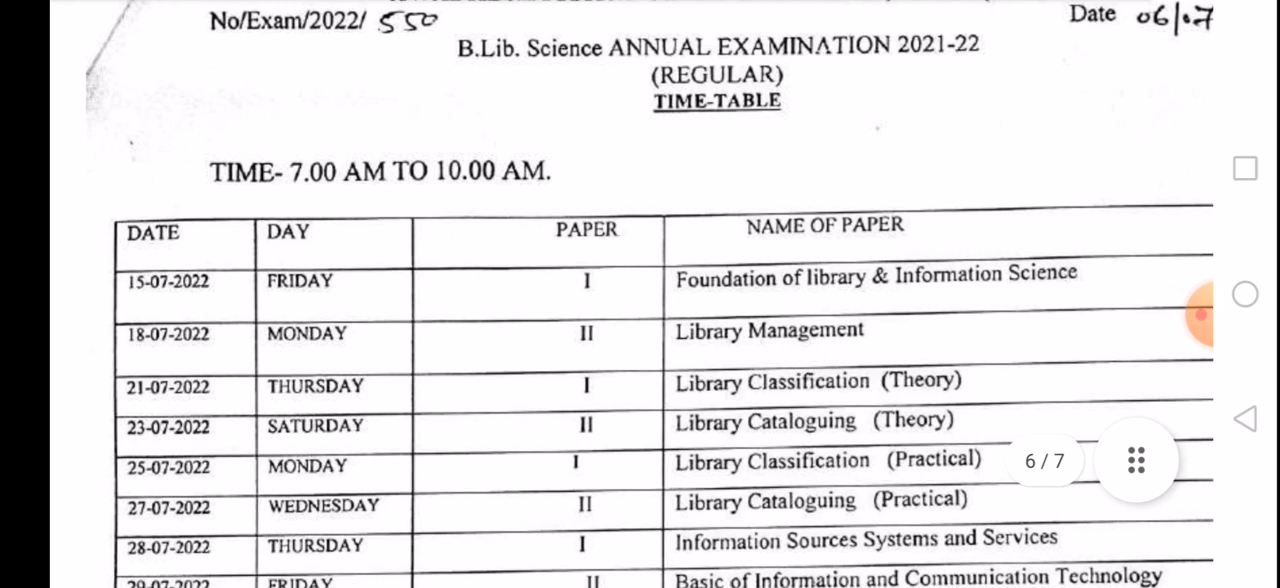 No/Exam/2022/ 550 Date 06/07
B.Lib. Science ANNUAL EXAMINATION 2021-22
(REGULAR)
TIME-TABLE
TIME- 7.00 AM TO 10.00 AM.
DATE DAY PAPER NAME OF PAPER
15-07-2022 FRIDAY I Foundation of library & Information Science
18-07-2022 MONDAY II Library Management
21-07-2022 THURSDAY I Library Classification (Theory)
23-07-2022 SATURDAY II Library Cataloguing (Theory)
25-07-2022 MONDAY I Library Classification (Practical)
6 / 7
27-07-2022 WEDNESDAY II Library Cataloguing (Practical)
28-07-2022 THURSDAY I Information Sources Systems and Services
29-07-2022 FRIDAY II Basic of Information and Communication Technology